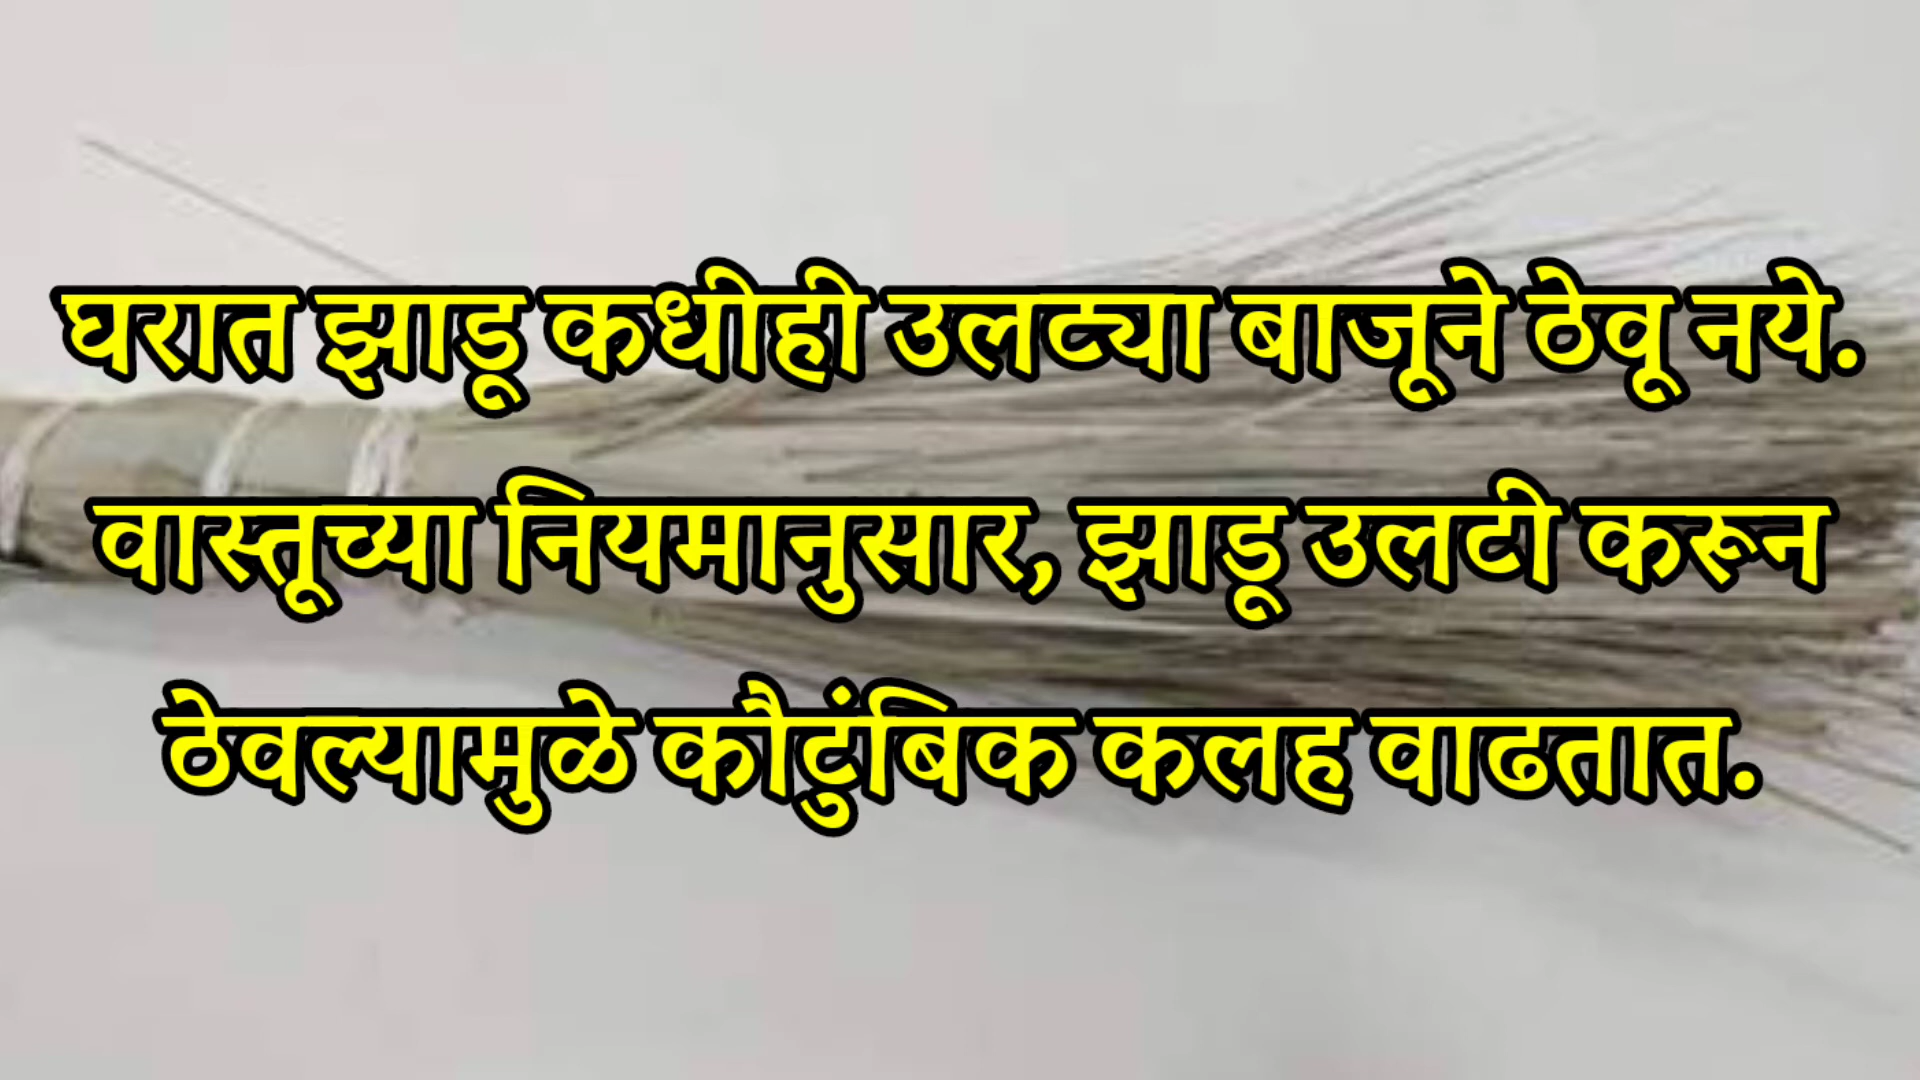 घरात झाडू कधीही उलट्या बाजूने ठेवू नये.
वास्तूच्या नियमानुसार, झाडू उलटी करून
ठेवल्यामुळे कौटुंबिक कलह वाढतात.